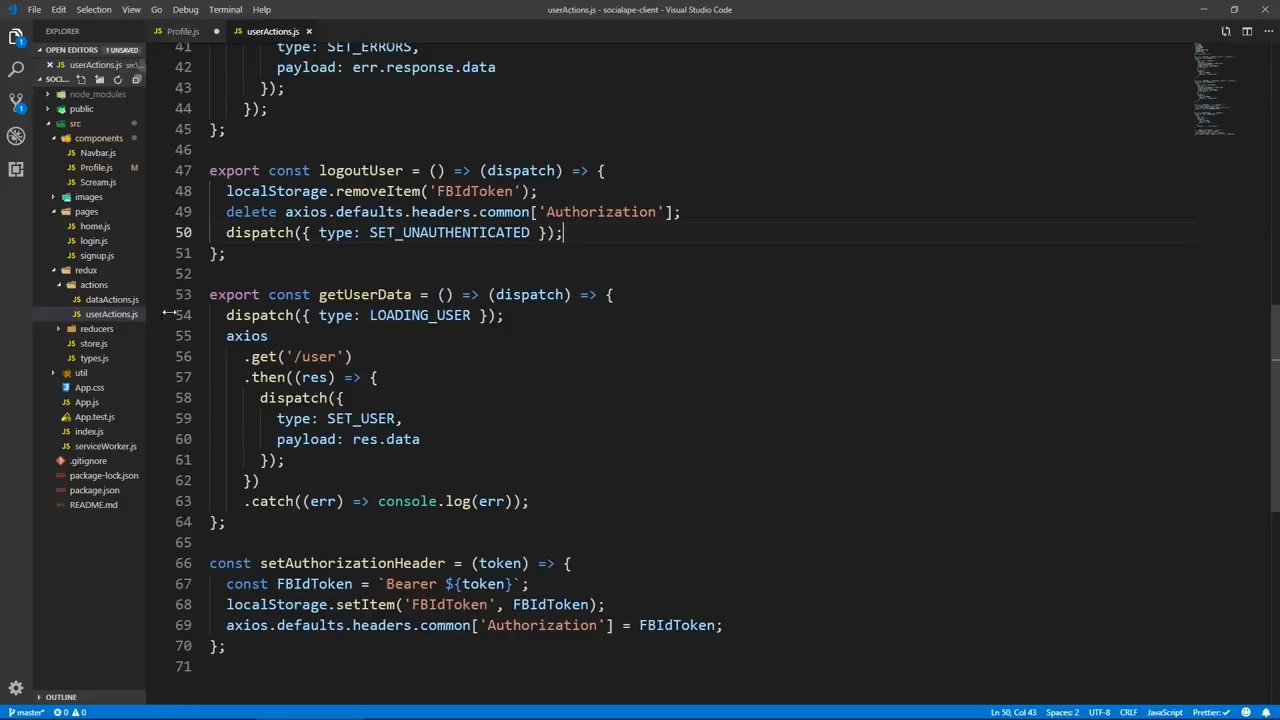 File Edit Selection View Go Debug Terminal Help
userActions.js - socialape-client - Visual Studio Code
EXPLORER
Profile.js
userActions.js
OPEN EDITORS 1 UNSAVED
userActions.js src\...
SOCI...
node_modules
public
src
components
Navbar.js
Profile.js M
Scream.js
images
pages
home.js
login.js
signup.js
redux
actions
dataActions.js
userActions.js
reducers
store.js
types.js
util
App.css
App.js
App.test.js
index.js
serviceWorker.js
.gitignore
package-lock.json
package.json
README.md
OUTLINE
41 type: SET_ERRORS,
42 payload: err.response.data
43 });
44 });
45 };
46
47 export const logoutUser = () => (dispatch) => {
48 localStorage.removeItem('FBIdToken');
49 delete axios.defaults.headers.common['Authorization'];
50 dispatch({ type: SET_UNAUTHENTICATED });
51 };
52
53 export const getUserData = () => (dispatch) => {
54 dispatch({ type: LOADING_USER });
55 axios
56 .get('/user')
57 .then((res) => {
58 dispatch({
59 type: SET_USER,
60 payload: res.data
61 });
62 })
63 .catch((err) => console.log(err));
64 };
65
66 const setAuthorizationHeader = (token) => {
67 const FBIdToken = `Bearer ${token}`;
68 localStorage.setItem('FBIdToken', FBIdToken);
69 axios.defaults.headers.common['Authorization'] = FBIdToken;
70 };
71
master* 0 0
Ln 50, Col 43 Spaces: 2 UTF-8 CRLF JavaScript Prettier: ✓